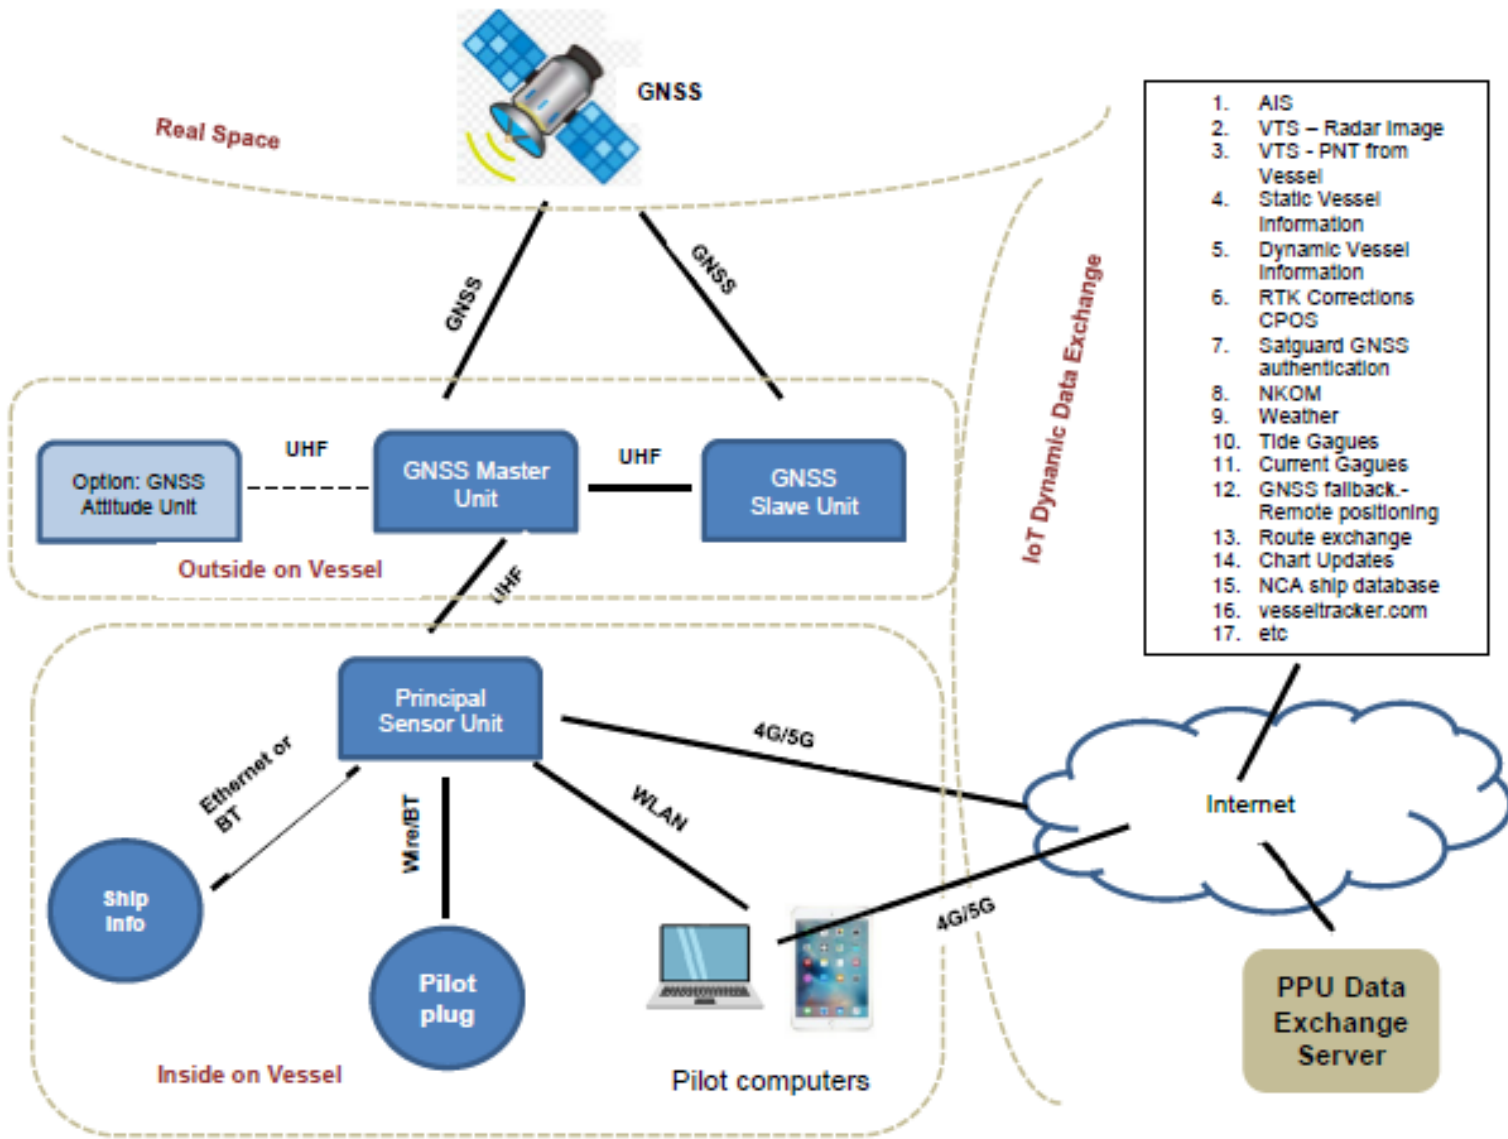 GNSS
Real Space
GNSS
GNSS
Option: GNSS
Attitude Unit
UHF
GNSS Master
Unit
UHF
GNSS
Slave Unit
Outside on Vessel
UHF
Principal
Sensor Unit
Ethernet or
BT
Wire/BT
WLAN
4G/5G
Ship
Info
Pilot
plug
4G/5G
Inside on Vessel
Pilot computers
IoT Dynamic Data Exchange
1. AIS
2. VTS – Radar Image
3. VTS - PNT from
Vessel
4. Static Vessel
Information
5. Dynamic Vessel
Information
6. RTK Corrections
CPOS
7. Satguard GNSS
authentication
8. NKOM
9. Weather
10. Tide Gagues
11. Current Gagues
12. GNSS fallback.-
Remote positioning
13. Route exchange
14. Chart Updates
15. NCA ship database
16. vesseltracker.com
17. etc
Internet
PPU Data
Exchange
Server